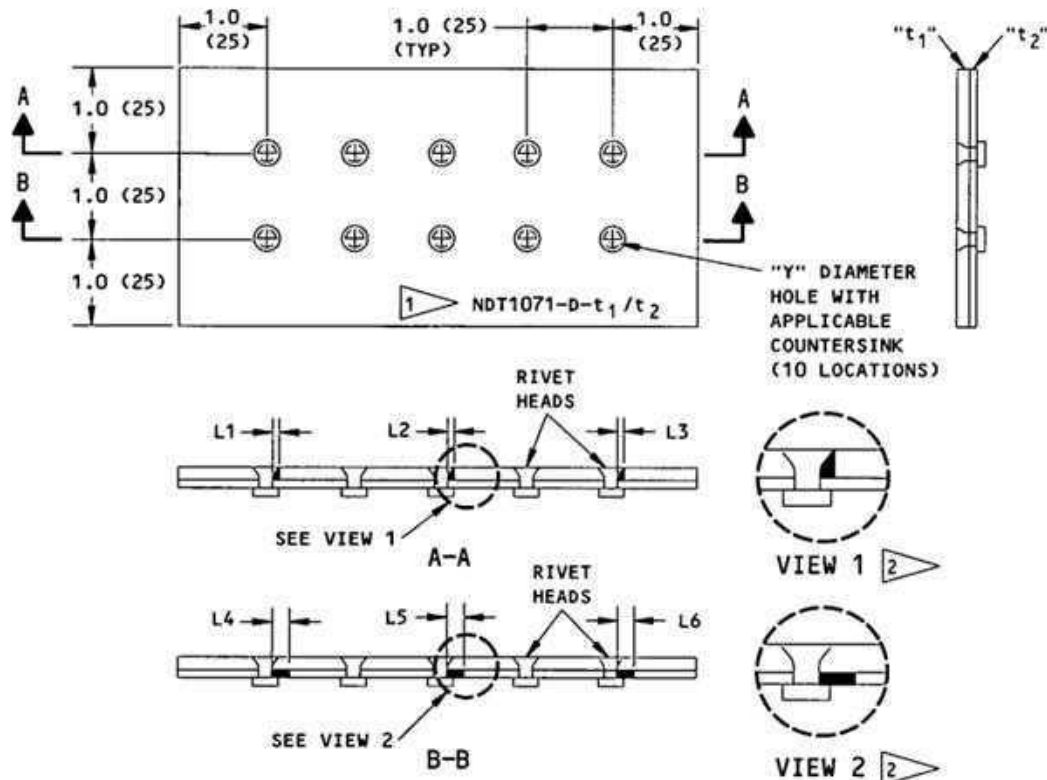 1.0
(25)
1.0 (25)
(TYP)
1.0
(25)
"t1"
"t2"
A
1.0 (25)
A
B
1.0 (25)
B
1.0 (25)
1
NDT1071-D-t1/t2
"Y" DIAMETER
HOLE WITH
APPLICABLE
COUNTERSINK
(10 LOCATIONS)
RIVET
HEADS
L1
L2
L3
SEE VIEW 1
A-A
VIEW 1
2
RIVET
HEADS
L4
L5
L6
SEE VIEW 2
B-B
VIEW 2
2